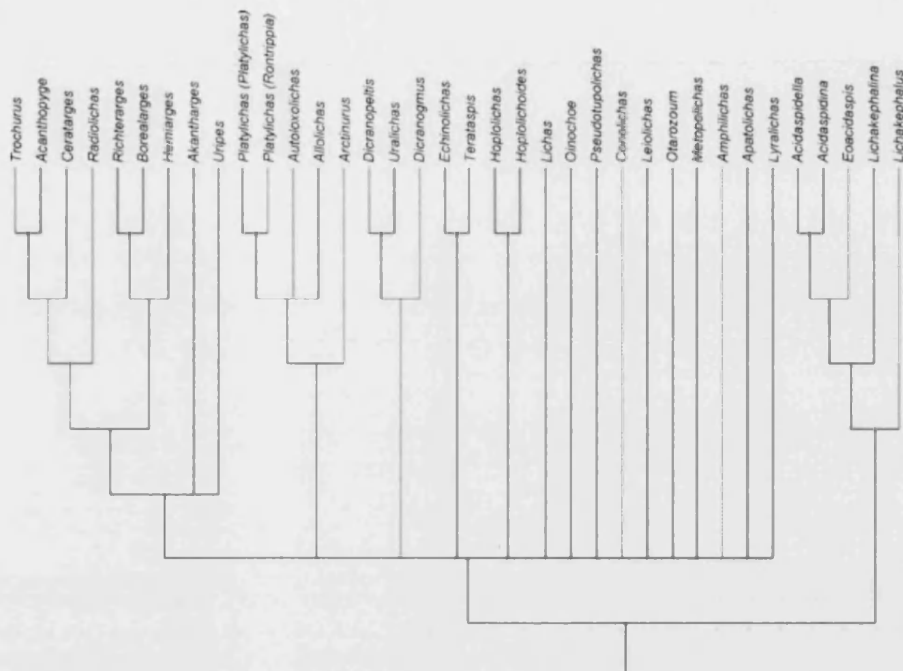 Trochurus
Acanthopyge
Ceratarges
Radiolichas
Richterarges
Borealarges
Hemiarges
Akantharges
Uripes
Platylichas (Platylichas)
Platylichas (Rontrippia)
Autoloxolichas
Allolichas
Arctinurus
Dicranopeltis
Uralichas
Dicranogmus
Echinolichas
Terataspis
Hoplolichas
Hoplolichoides
Lichas
Oinochoe
Pseudotupolichas
Conolichas
Leiolichas
Otarozoum
Metopolichas
Amphilichas
Apatolichas
Lyralichas
Acidaspidella
Acidaspidina
Eoacidaspis
Lichakephalina
Lichakephalus